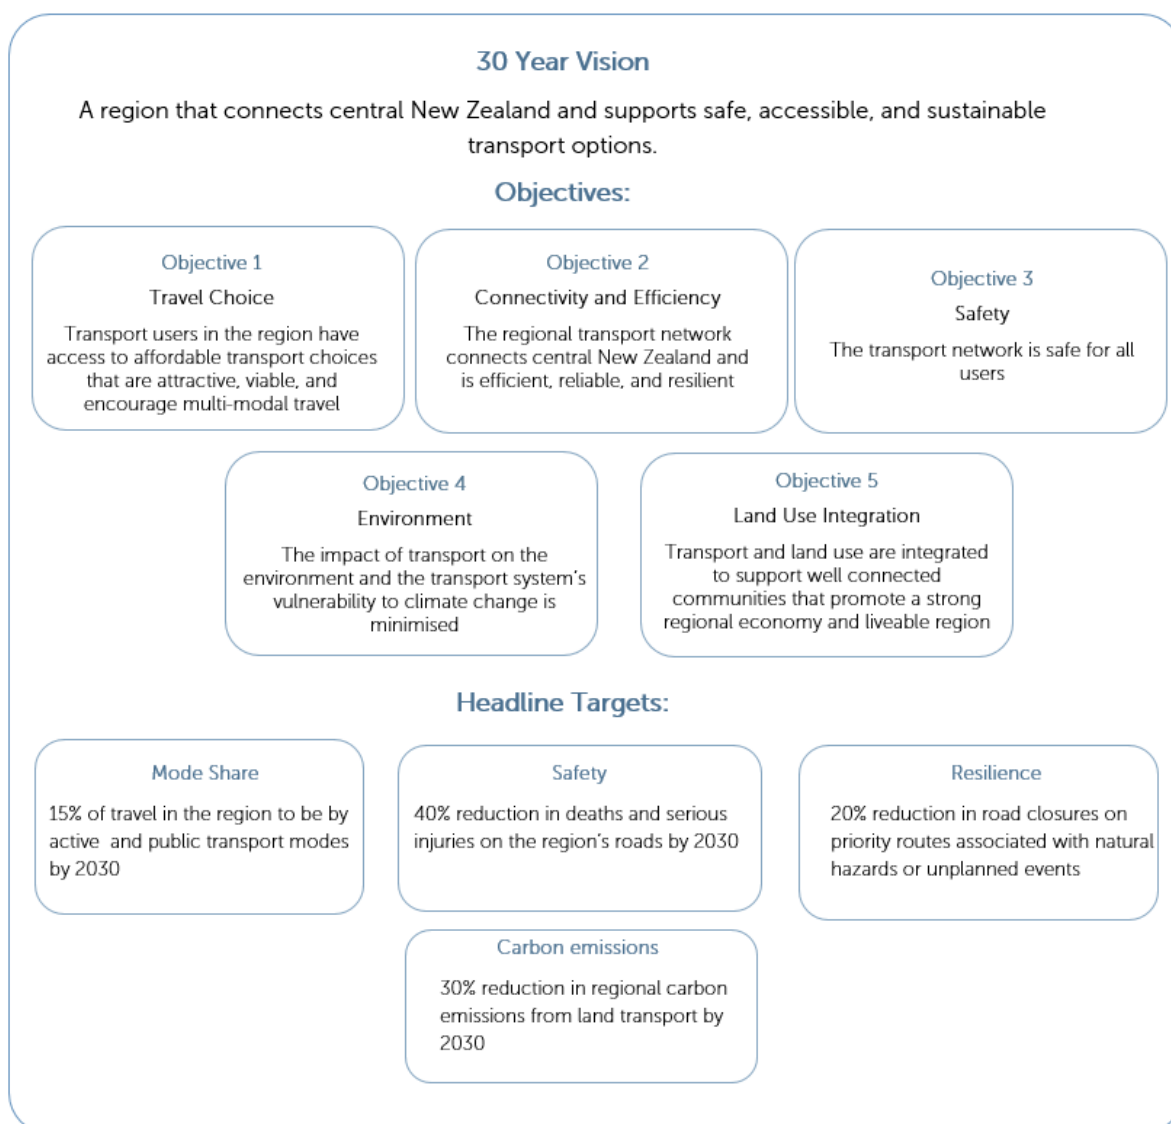 30 Year Vision
A region that connects central New Zealand and supports safe, accessible, and sustainable
transport options.
Objectives:
Objective 1
Travel Choice
Transport users in the region have
access to affordable transport choices
that are attractive, viable, and
encourage multi-modal travel
Objective 2
Connectivity and Efficiency
The regional transport network
connects central New Zealand and
is efficient, reliable, and resilient
Objective 3
Safety
The transport network is safe for all
users
Objective 4
Environment
The impact of transport on the
environment and the transport system's
vulnerability to climate change is
minimised
Objective 5
Land Use Integration
Transport and land use are integrated
to support well connected
communities that promote a strong
regional economy and liveable region
Headline Targets:
Mode Share
15% of travel in the region to be by
active and public transport modes
by 2030
Safety
40% reduction in deaths and serious
injuries on the region's roads by 2030
Resilience
20% reduction in road closures on
priority routes associated with natural
hazards or unplanned events
Carbon emissions
30% reduction in regional carbon
emissions from land transport by
2030